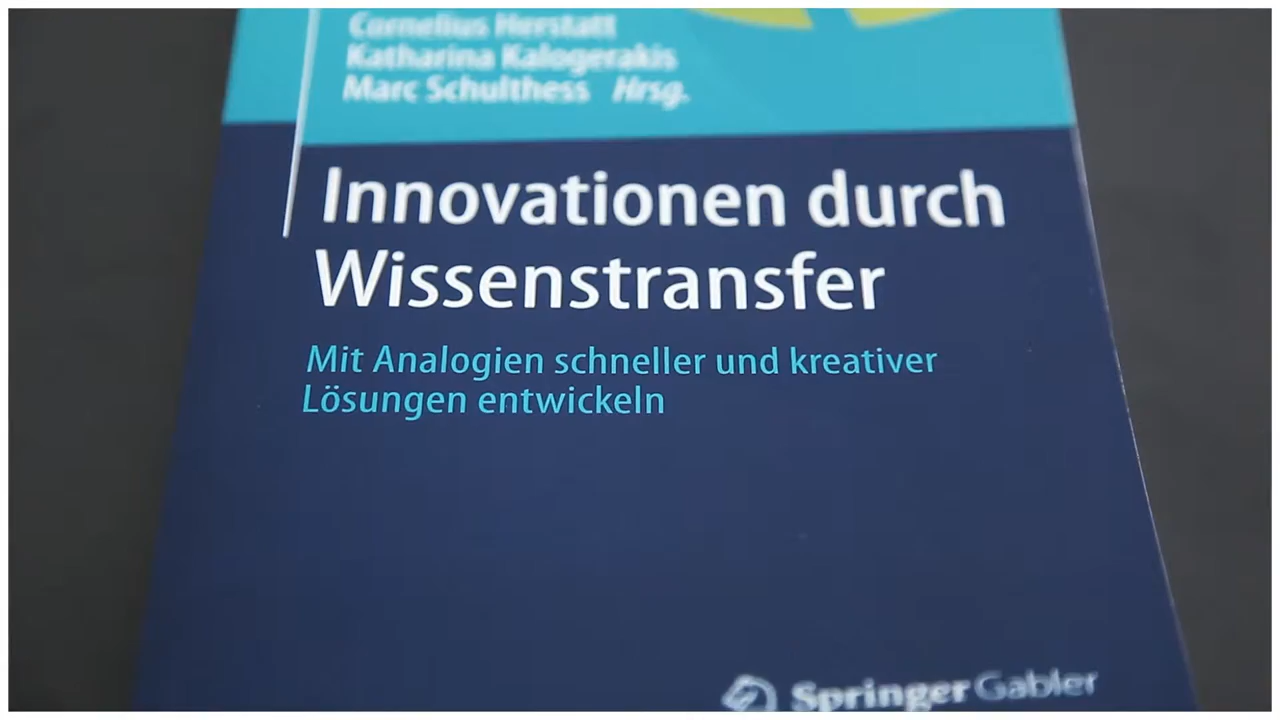 Cornelius Herstatt
Katharina Kalogerakis
Marc Schulthess Hrsg.
Innovationen durch
Wissenstransfer
Mit Analogien schneller und kreativer
Lösungen entwickeln
Springer Gabler